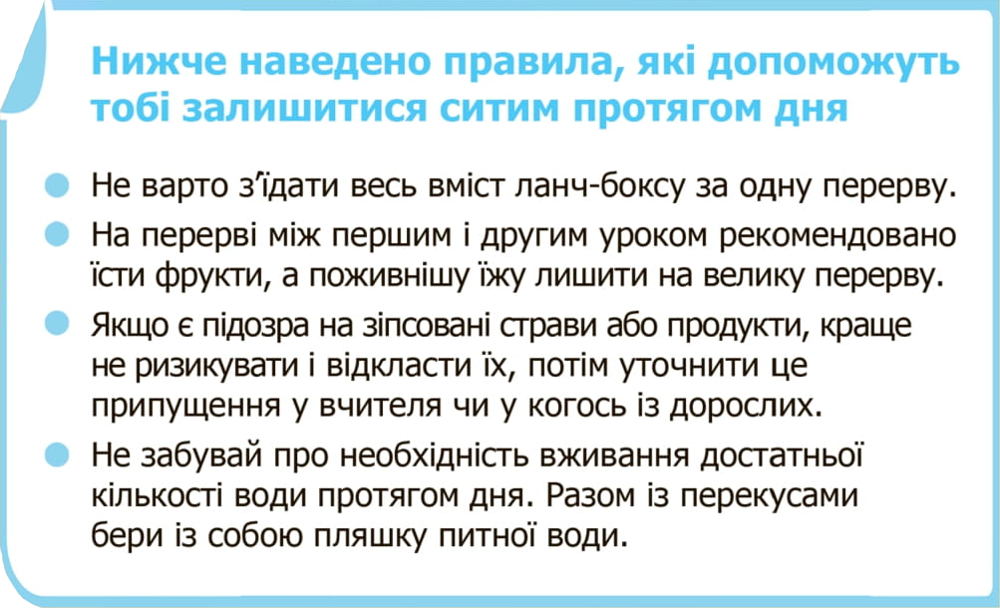 Нижче наведено правила, які допоможуть
тобі залишитися ситим протягом дня
Не варто з’їдати весь вміст ланч-боксу за одну перерву.
На перерві між першим і другим уроком рекомендовано
їсти фрукти, а поживнішу їжу лишити на велику перерву.
Якщо є підозра на зіпсовані страви або продукти, краще
не ризикувати і відкласти їх, потім уточнити це
припущення у вчителя чи у когось із дорослих.
Не забувай про необхідність вживання достатньої
кількості води протягом дня. Разом із перекусами
бери із собою пляшку питної води.